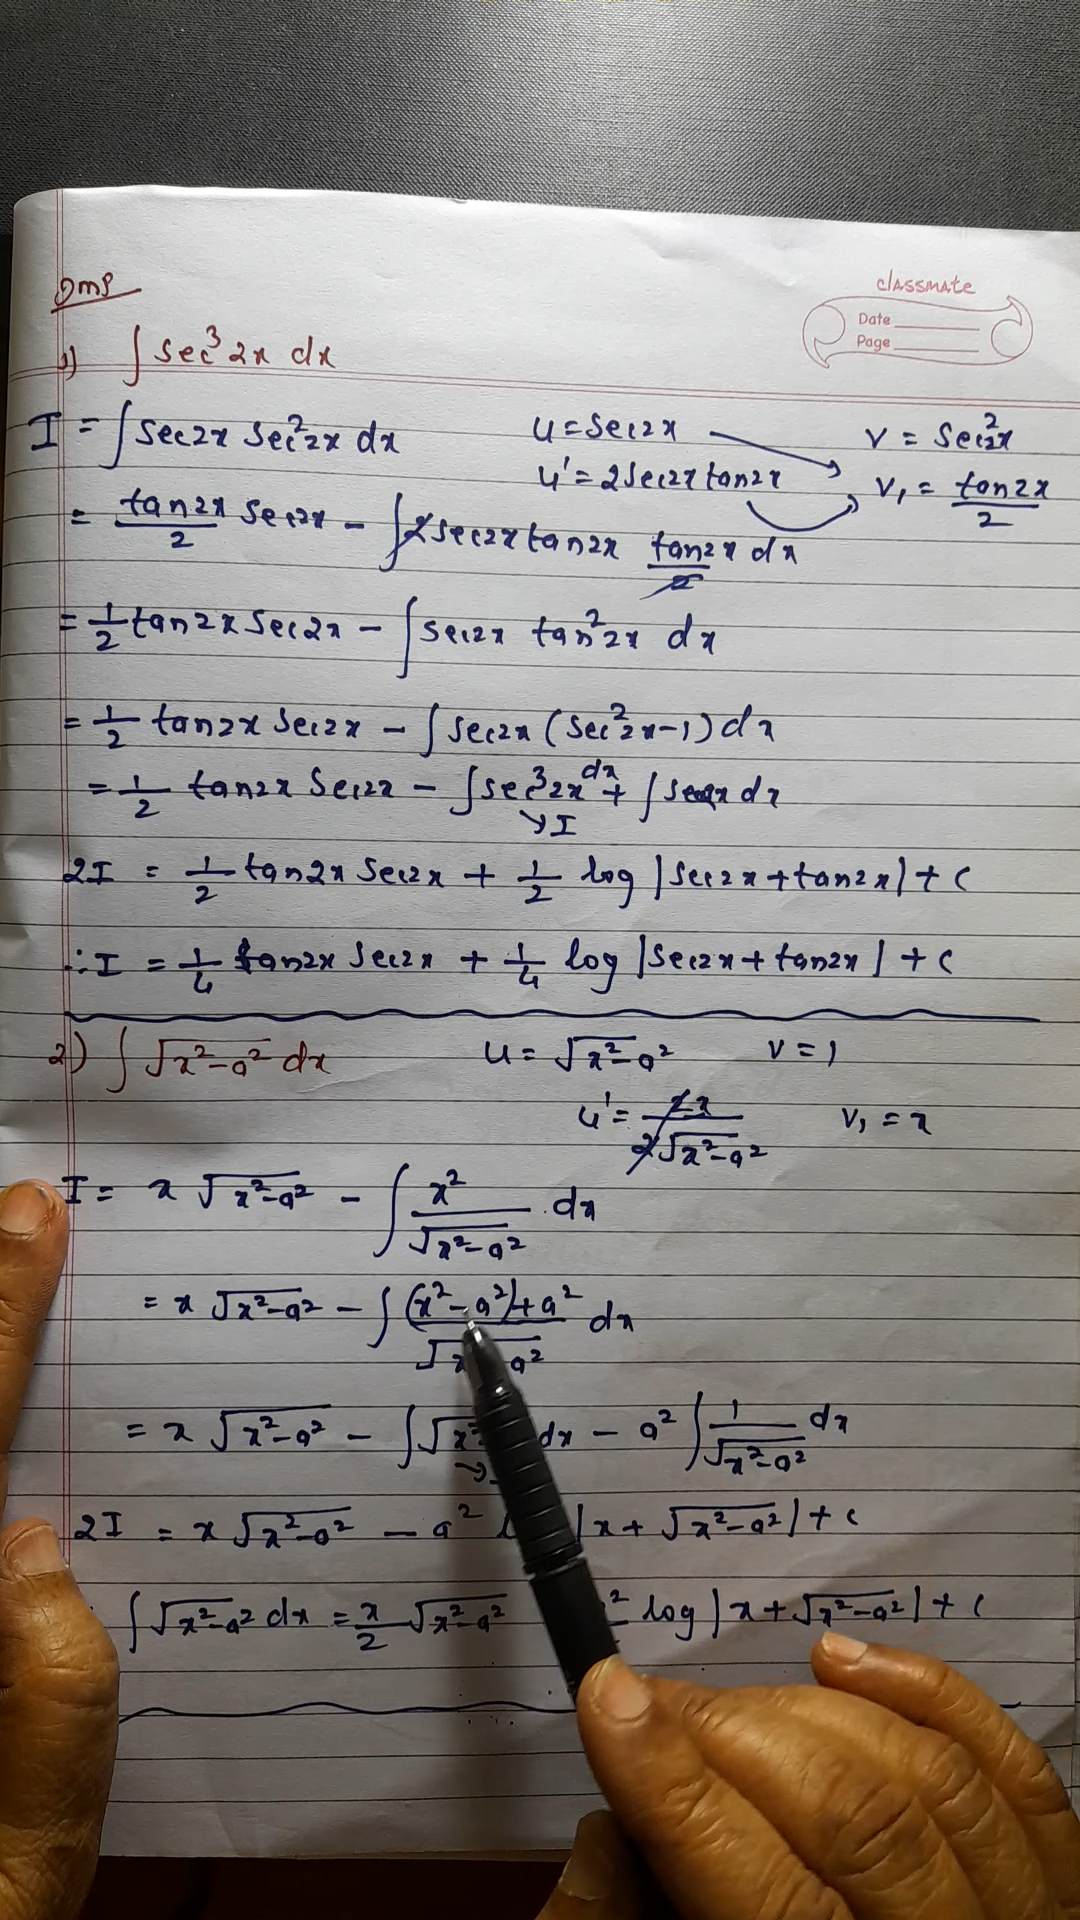 classmate
Date
Page
1) ∫ sec³ 2x dx
I = ∫ sec2x sec²2x dx   u = sec2x   v = sec²2x
u' = 2sec2x tan2x   v₁ = tan2x/2
= tan2x/2 sec2x - ∫ 2sec2x tan2x tan2x/2 dx
= 1/2 tan2x sec2x - ∫ sec2x tan²2x dx
= 1/2 tan2x sec2x - ∫ sec2x (sec²2x-1) dx
= 1/2 tan2x sec2x - ∫ sec³2x dx + ∫ sec2x dx
↘ I
2I = 1/2 tan2x sec2x + 1/2 log |sec2x + tan2x| + c
∴ I = 1/4 tan2x sec2x + 1/4 log |sec2x + tan2x| + c
2) ∫ √x²-a² dx   u = √x²-a²   v = 1
u' = 2x/2√x²-a²   v₁ = x
I = x √x²-a² - ∫ x²/√x²-a² dx
= x √x²-a² - ∫ (x²-a²)+a²/√x a² dx
= x √x²-a² - ∫ √x² dx - a² ∫ 1/√x²-a² dx
2I = x √x²-a² - a² |x + √x²-a²| + c
∫ √x²-a² dx = x/2 √x²-a² ² log |x + √x²-a²| + c